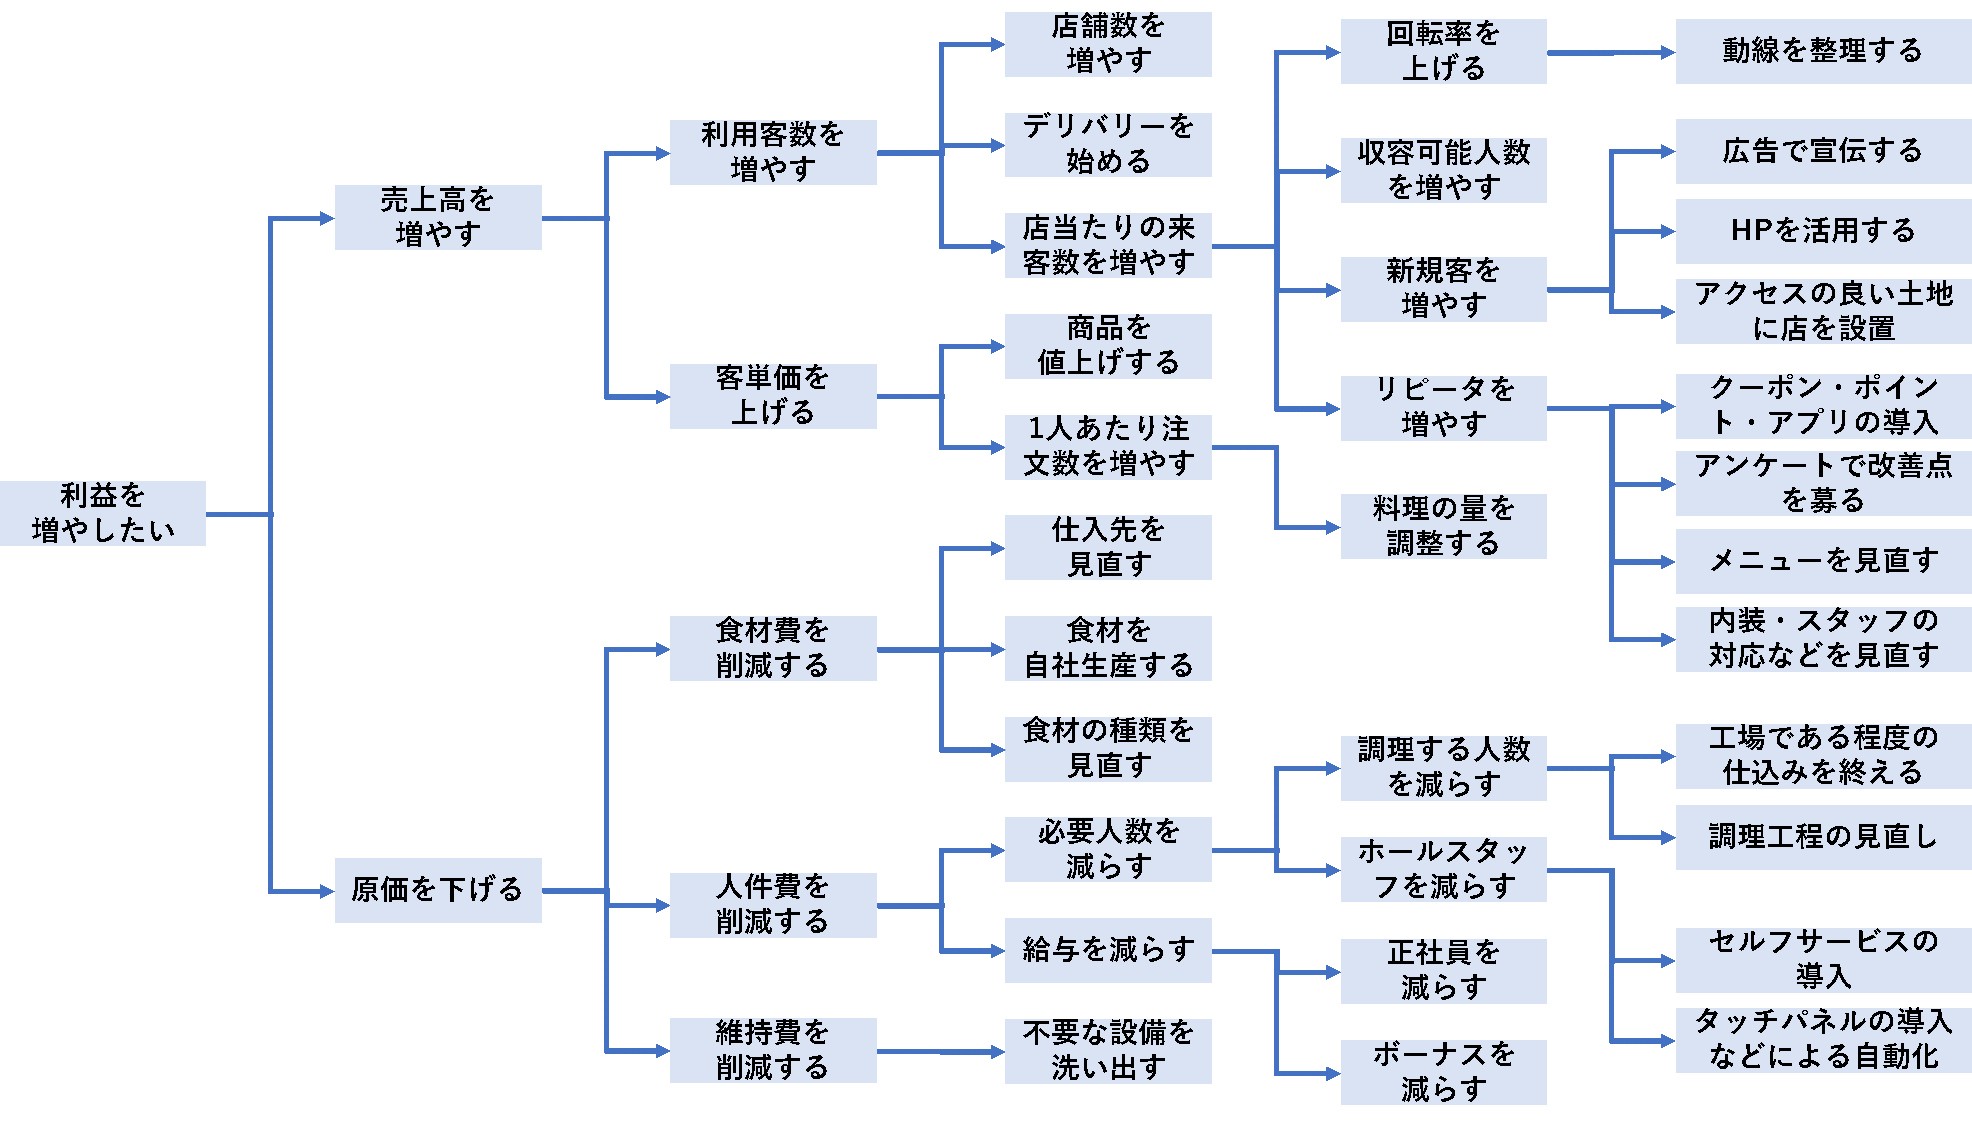 利益を
増やしたい
売上高を
増やす
原価を下げる
利用客数を
増やす
客単価を
上げる
食材費を
削減する
人件費を
削減する
維持費を
削減する
店舗数を
増やす
デリバリーを
始める
店当たりの来
客数を増やす
商品を
値上げする
1人あたり注
文数を増やす
仕入先を
見直す
食材を
自社生産する
食材の種類を
見直す
必要人数を
減らす
給与を減らす
不要な設備を
洗い出す
回転率を
上げる
収容可能人数
を増やす
新規客を
増やす
リピータを
増やす
料理の量を
調整する
調理する人数
を減らす
ホールスタッ
フを減らす
正社員を
減らす
ボーナスを
減らす
動線を整理する
広告で宣伝する
HPを活用する
アクセスの良い土地
に店を設置
クーポン・ポイン
ト・アプリの導入
アンケートで改善点
を募る
メニューを見直す
内装・スタッフの
対応などを見直す
工場である程度の
仕込みを終える
調理工程の見直し
セルフサービスの
導入
タッチパネルの導入
などによる自動化